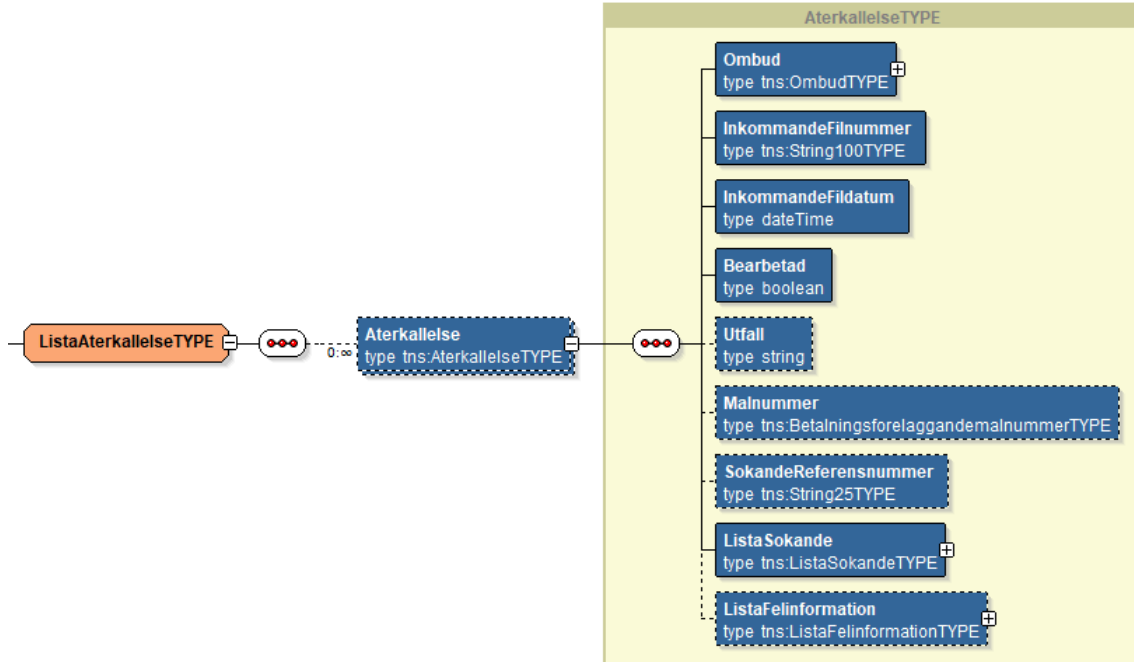 AterkallelseTYPE
Ombud
type tns:OmbudTYPE
InkommandeFilnummer
type tns:String100TYPE
InkommandeFildatum
type dateTime
Bearbetad
type boolean
ListaAterkallelseTYPE
0:∞
Aterkallelse
type tns:AterkallelseTYPE
Utfall
type string
Malnummer
type tns:BetalningsforelaggandemalnummerTYPE
SokandeReferensnummer
type tns:String25TYPE
ListaSokande
type tns:ListaSokandeTYPE
ListaFelinformation
type tns:ListaFelinformationTYPE